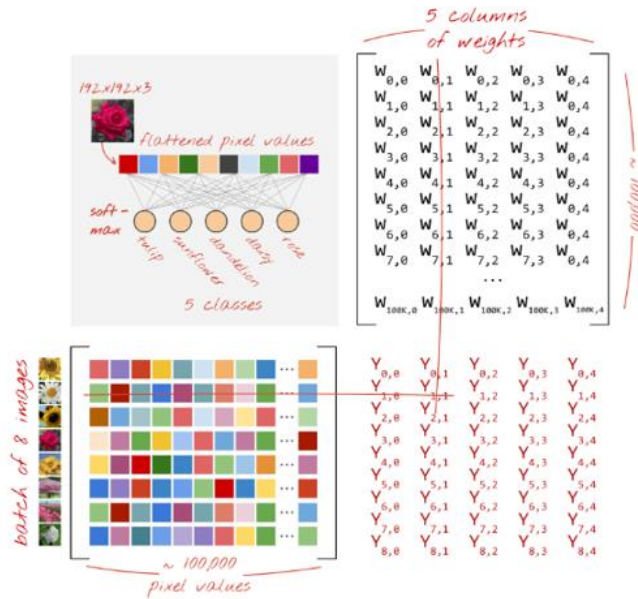 5 columns
of weights
192x192x3
flattened pixel values
soft-
max
tulip
sunflower
dandelion
daisy
rose
5 classes
W0,0 W0,1 W0,2 W0,3 W0,4
W1,0 W1,1 W1,2 W1,3 W0,4
W2,0 W2,1 W2,2 W2,3 W0,4
W3,0 W3,1 W3,2 W3,3 W0,4
W4,0 W4,1 W4,2 W4,3 W0,4
W5,0 W5,1 W5,2 W5,3 W0,4
W6,0 W6,1 W6,2 W6,3 W0,4
W7,0 W7,1 W7,2 W7,3 W0,4
...
W100K,0 W100K,1 W100K,2 W100K,3 W100K,4
~ 100,000
batch of 8 images
...
...
...
...
...
...
...
...
~ 100,000
pixel values
Y0,0 Y0,1 Y0,2 Y0,3 Y0,4
Y1,0 Y1,1 Y1,2 Y1,3 Y1,4
Y2,0 Y2,1 Y2,2 Y2,3 Y2,4
Y3,0 Y3,1 Y3,2 Y3,3 Y3,4
Y4,0 Y4,1 Y4,2 Y4,3 Y4,4
Y5,0 Y5,1 Y5,2 Y5,3 Y5,4
Y6,0 Y6,1 Y6,2 Y6,3 Y6,4
Y7,0 Y7,1 Y7,2 Y7,3 Y7,4
Y8,0 Y8,1 Y8,2 Y8,3 Y8,4